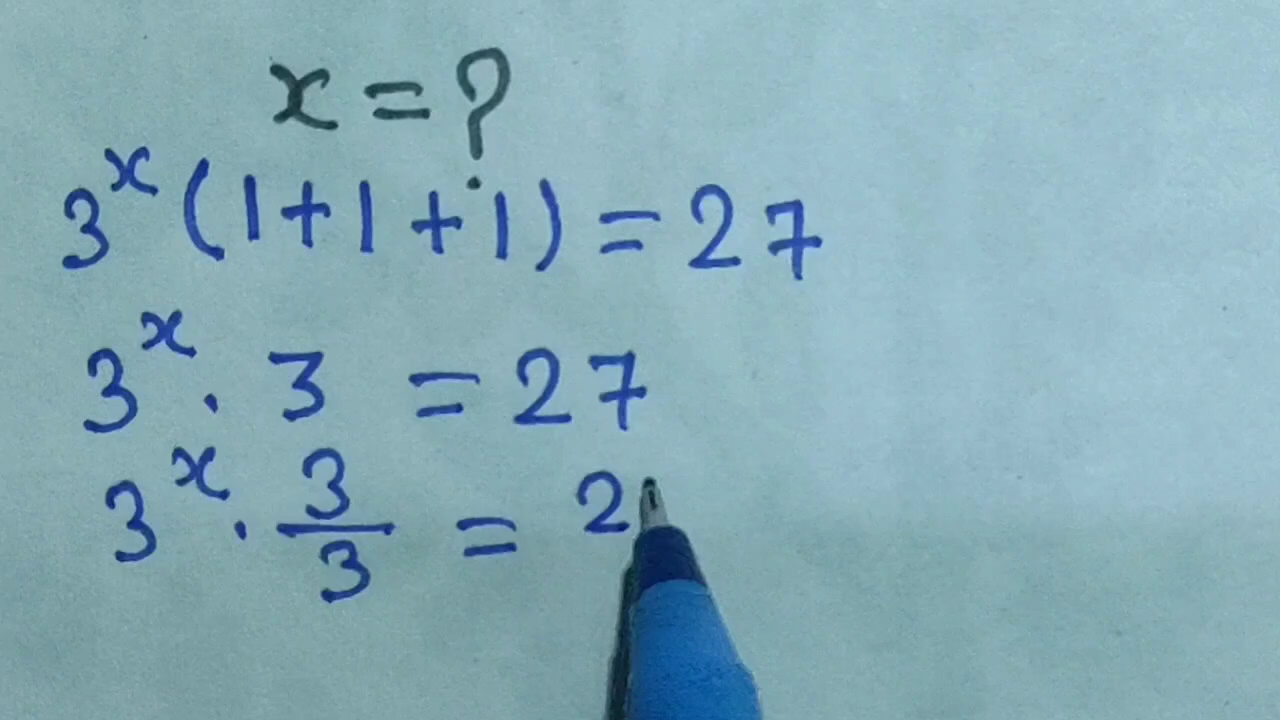 x = ?
3^x (1 + 1 + 1) = 27
3^x . 3 = 27
3^x . 3/3 = 2